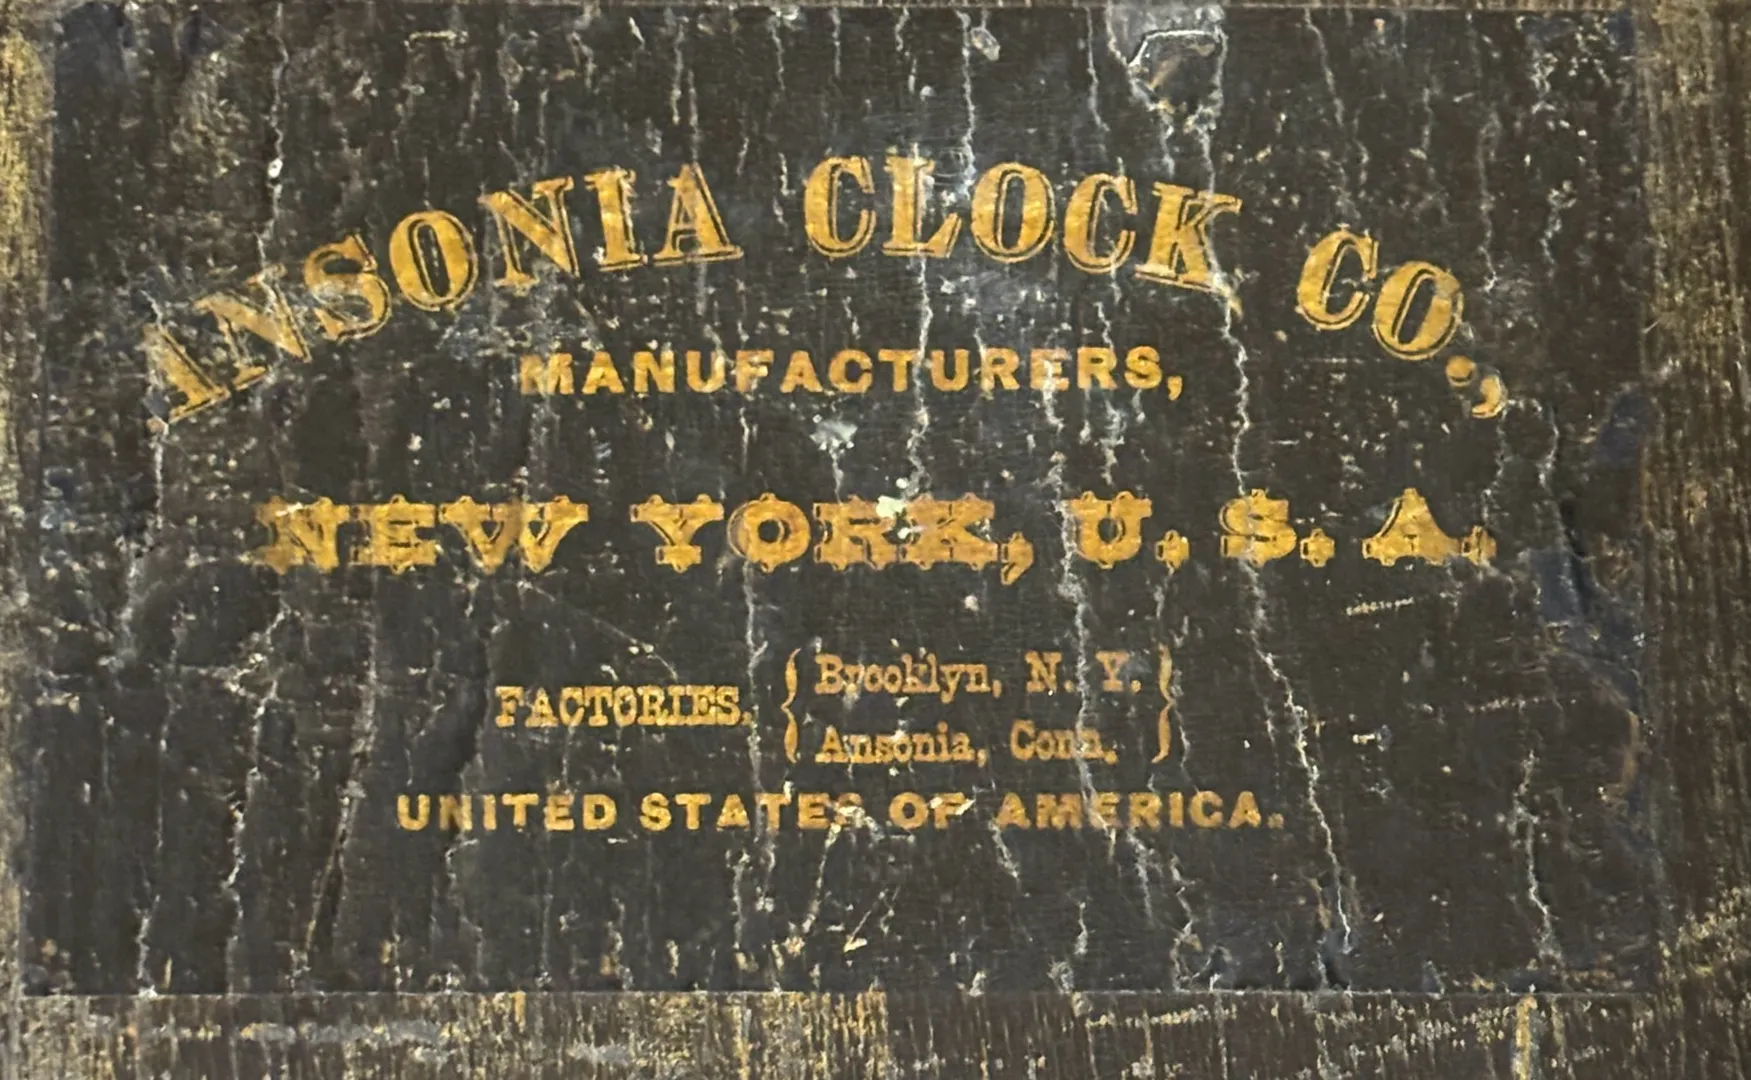 ANSONIA CLOCK CO.,
MANUFACTURERS,
NEW YORK, U.S.A.
FACTORIES. { Brooklyn, N. Y. }
{ Ansonia, Conn. }
UNITED STATES OF AMERICA.